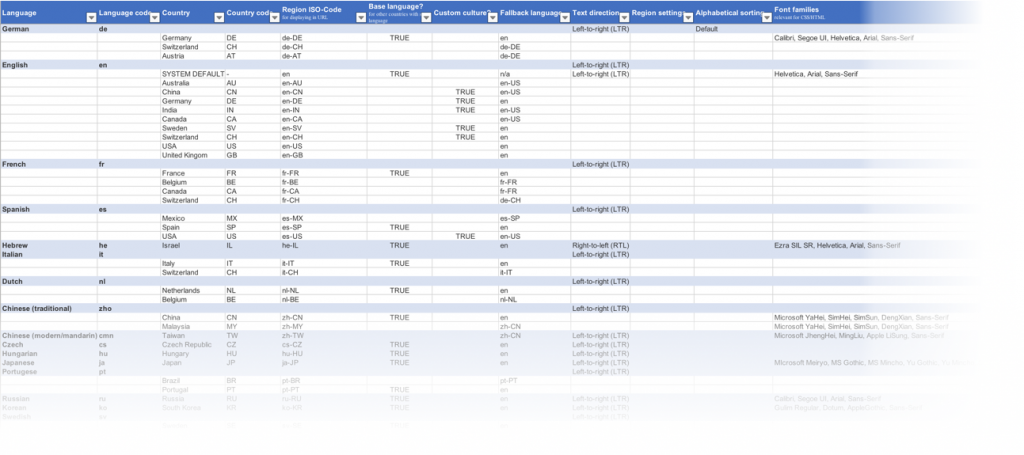 Language Language code Country Country code Region ISO-Code for displaying in URL Base language? for other countries with language Custom culture? Fallback language Text direction Region settings Alphabetical sorting Font families relevant for CSS/HTML
German de Left-to-right (LTR) Default
Germany DE de-DE TRUE en Calibri, Segoe UI, Helvetica, Arial, Sans-Serif
Switzerland CH de-CH de-DE
Austria AT de-AT de-DE
English en Left-to-right (LTR)
SYSTEM DEFAULT - en TRUE n/a Left-to-right (LTR) Helvetica, Arial, Sans-Serif
Australia AU en-AU en-US
China CN en-CN TRUE en-US
Germany DE en-DE TRUE en
India IN en-IN TRUE en-US
Canada CA en-CA en-US
Sweden SV en-SV TRUE en
Switzerland CH en-CH TRUE en
USA US en-US en
United Kingom GB en-GB en
French fr Left-to-right (LTR)
France FR fr-FR TRUE en
Belgium BE fr-BE fr-FR
Canada CA fr-CA fr-FR
Switzerland CH fr-CH de-CH
Spanish es Left-to-right (LTR)
Mexico MX es-MX es-SP
Spain SP es-SP TRUE en
USA US es-US TRUE en-US
Hebrew he Israel IL he-IL TRUE en Right-to-left (RTL) Ezra SIL SR, Helvetica, Arial, Sans-Serif
Italian it Left-to-right (LTR)
Italy IT it-IT TRUE en
Switzerland CH it-CH it-IT
Dutch nl Left-to-right (LTR)
Netherlands NL nl-NL TRUE en
Belgium BE nl-BE nl-NL
Chinese (traditional) zho Left-to-right (LTR)
China CN zh-CN TRUE en Microsoft YaHei, SimHei, SimSun, DengXian, Sans-Serif
Malaysia MY zh-MY zh-CN Microsoft YaHei, SimHei, SimSun, DengXian, Sans-Serif
Chinese (modern/mandarin) cmn Taiwan TW zh-TW zh-CN Left-to-right (LTR) Microsoft JhengHei, MingLiu, Apple LiGung, Sans-Serif
Czech cs Czech Republic CZ cs-CZ TRUE en Left-to-right (LTR)
Hungarian hu Hungary HU hu-HU TRUE en Left-to-right (LTR)
Japanese ja Japan JP ja-JP TRUE en Left-to-right (LTR) Microsoft Meiryo, MS Gothic, MS Mincho, Yu
Portugese pt Left-to-right (LTR)
Brazil BR pt-BR pt-PT
Portugal PT pt-PT TRUE en
Russian ru Russia RU ru-RU TRUE en Left-to-right (LTR) Calibri, Segoe UI, Arial, Sans-Serif
Korean ko South Korea KR ko-KR TRUE en Left-to-right (LTR)